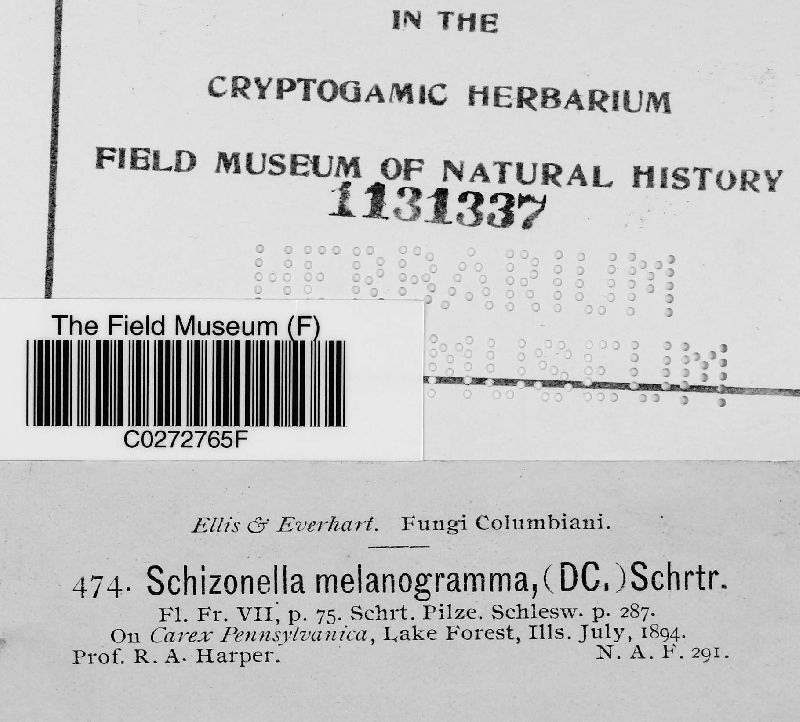 IN THE
CRYPTOGAMIC HERBARIUM
FIELD MUSEUM OF NATURAL HISTORY
1131337
HERBARIUM
MUSEUM
The Field Museum (F)
C0272765F
Ellis & Everhart. Fungi Columbiani.
474. Schizonella melanogramma, (DC.) Schrtr.
Fl. Fr. VII, p. 75. Schrt. Pilze. Schlesw. p. 287.
On Carex Pennsylvanica, Lake Forest, Ills. July, 1894.
Prof. R. A. Harper. N. A. F. 291.